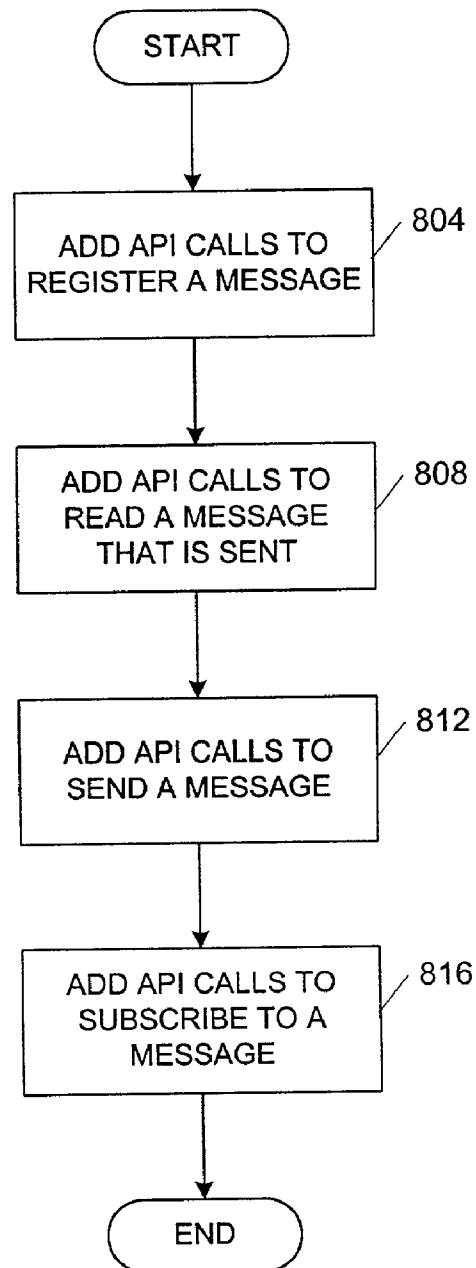 START
804
ADD API CALLS TO
REGISTER A MESSAGE
808
ADD API CALLS TO
READ A MESSAGE
THAT IS SENT
812
ADD API CALLS TO
SEND A MESSAGE
816
ADD API CALLS TO
SUBSCRIBE TO A
MESSAGE
END